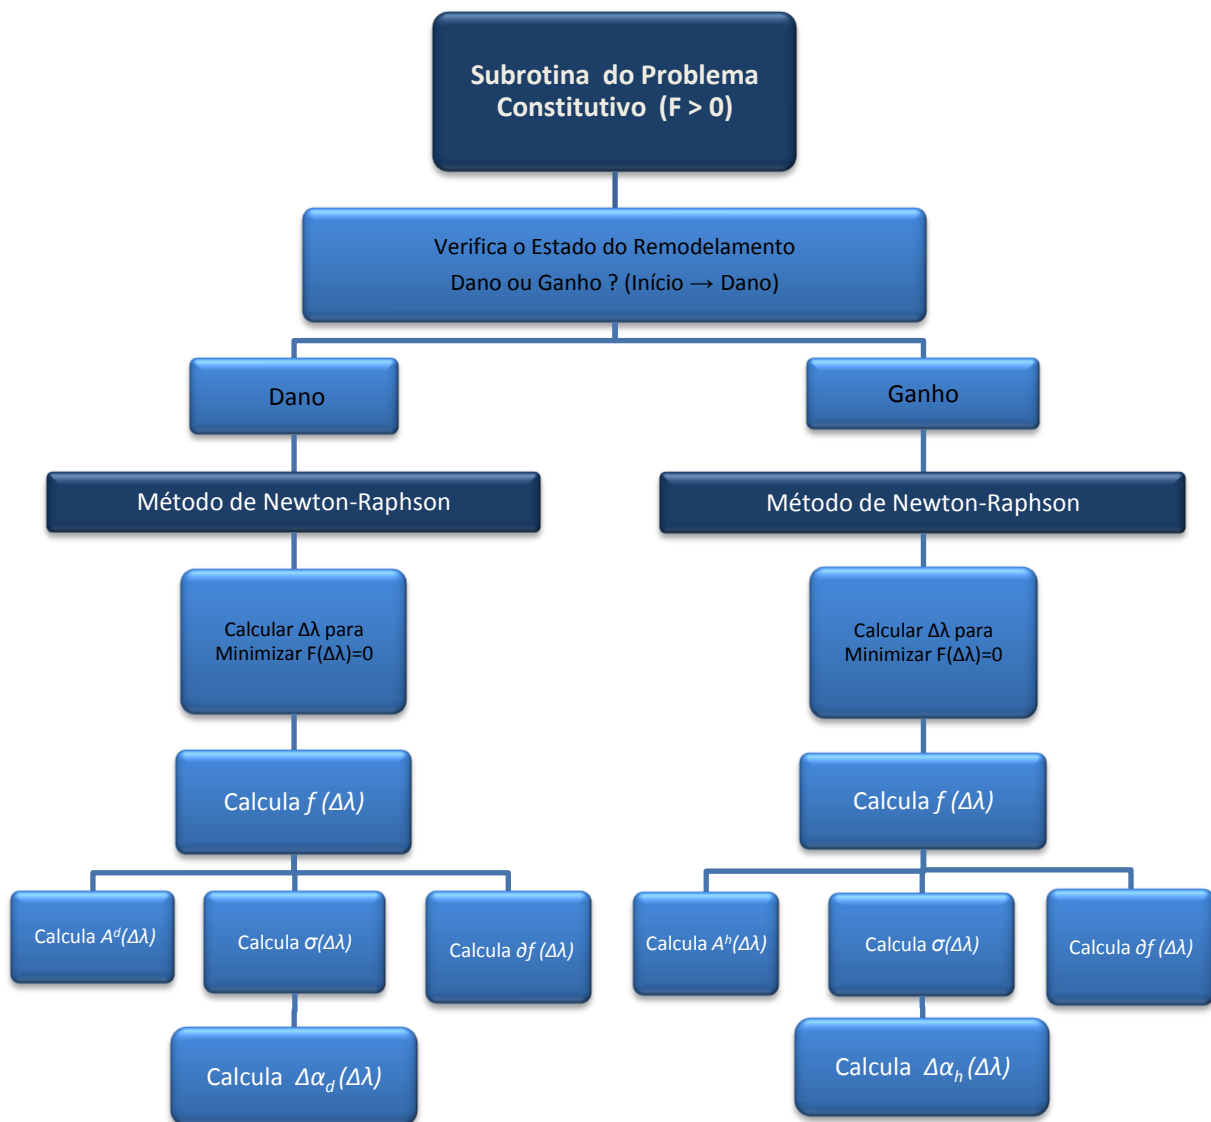 Subrotina do Problema
Constitutivo (F > 0)
Verifica o Estado do Remodelamento
Dano ou Ganho ? (Início → Dano)
Dano
Ganho
Método de Newton-Raphson
Método de Newton-Raphson
Calcular Δλ para
Minimizar F(Δλ)=0
Calcular Δλ para
Minimizar F(Δλ)=0
Calcula f (Δλ)
Calcula f (Δλ)
Calcula Aᵈ(Δλ)
Calcula σ(Δλ)
Calcula ∂f (Δλ)
Calcula Aʰ(Δλ)
Calcula σ(Δλ)
Calcula ∂f (Δλ)
Calcula Δα_d (Δλ)
Calcula Δα_h (Δλ)